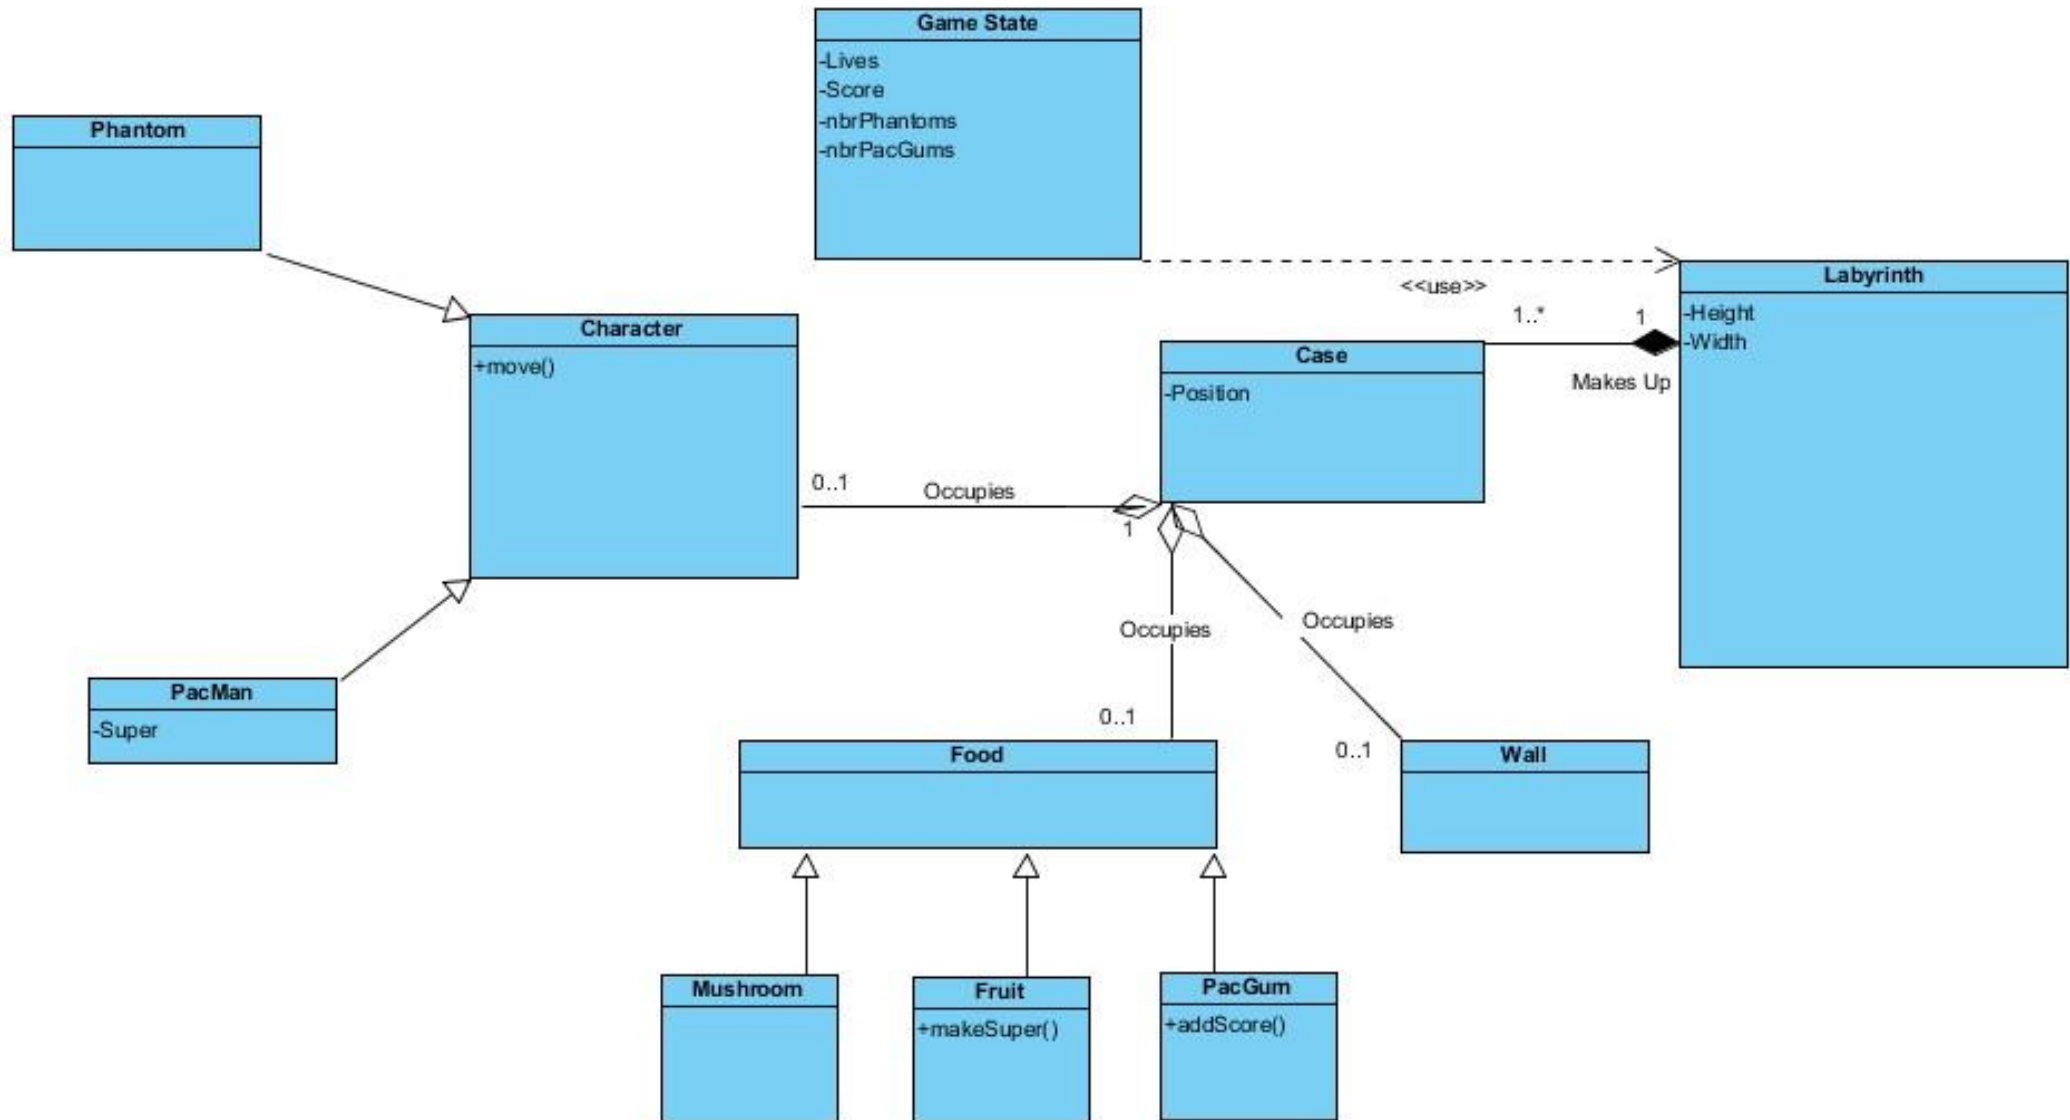 Game State
-Lives
-Score
-nbrPhantoms
-nbrPacGums
Phantom
<<use>>
Labyrinth
-Height
-Width
1..*
1
Makes Up
Character
+move()
Case
-Position
0..1
Occupies
1
Occupies
Occupies
PacMan
-Super
0..1
0..1
Food
Wall
Mushroom
Fruit
+makeSuper()
PacGum
+addScore()